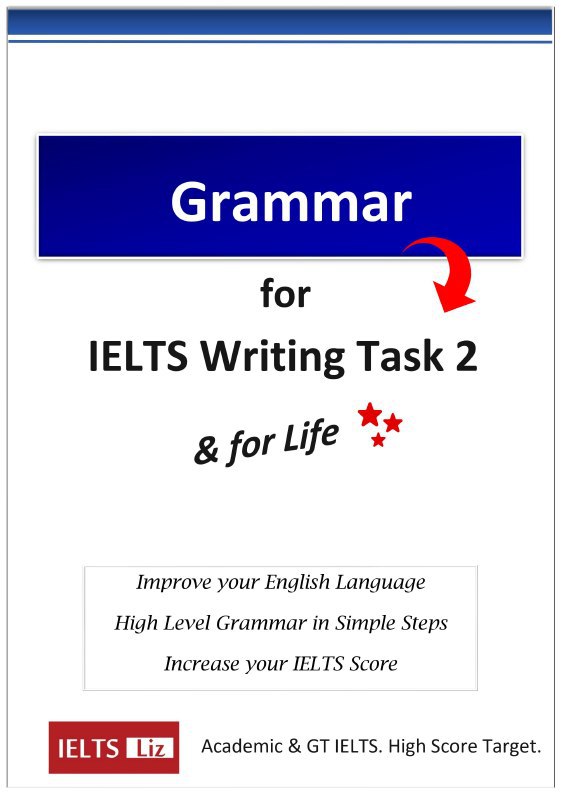 Grammar
for
IELTS Writing Task 2
& for Life
Improve your English Language
High Level Grammar in Simple Steps
Increase your IELTS Score
IELTS Liz
Academic & GT IELTS. High Score Target.